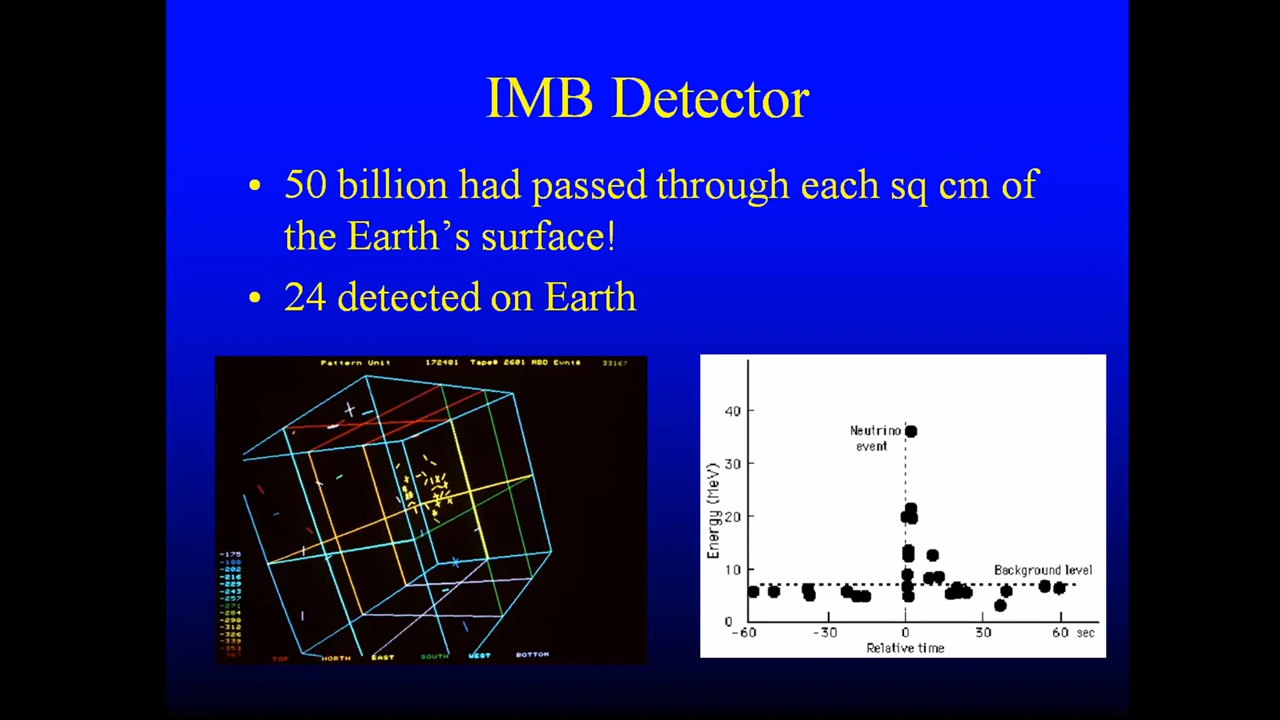 IMB Detector
• 50 billion had passed through each sq cm of
the Earth's surface!
• 24 detected on Earth
Pattern Unit 172401 Tape# 2601 MBD Evnt# 33167
-175
-202
-216
-229
-243
-257
-271
-284
-298
-312
-326
-339
-353
TOP NORTH EAST SOUTH WEST BOTTOM
Energy (MeV)
40
30
20
10
0
Neutrino
event
Background level
-60 -30 0 30 60 sec
Relative time